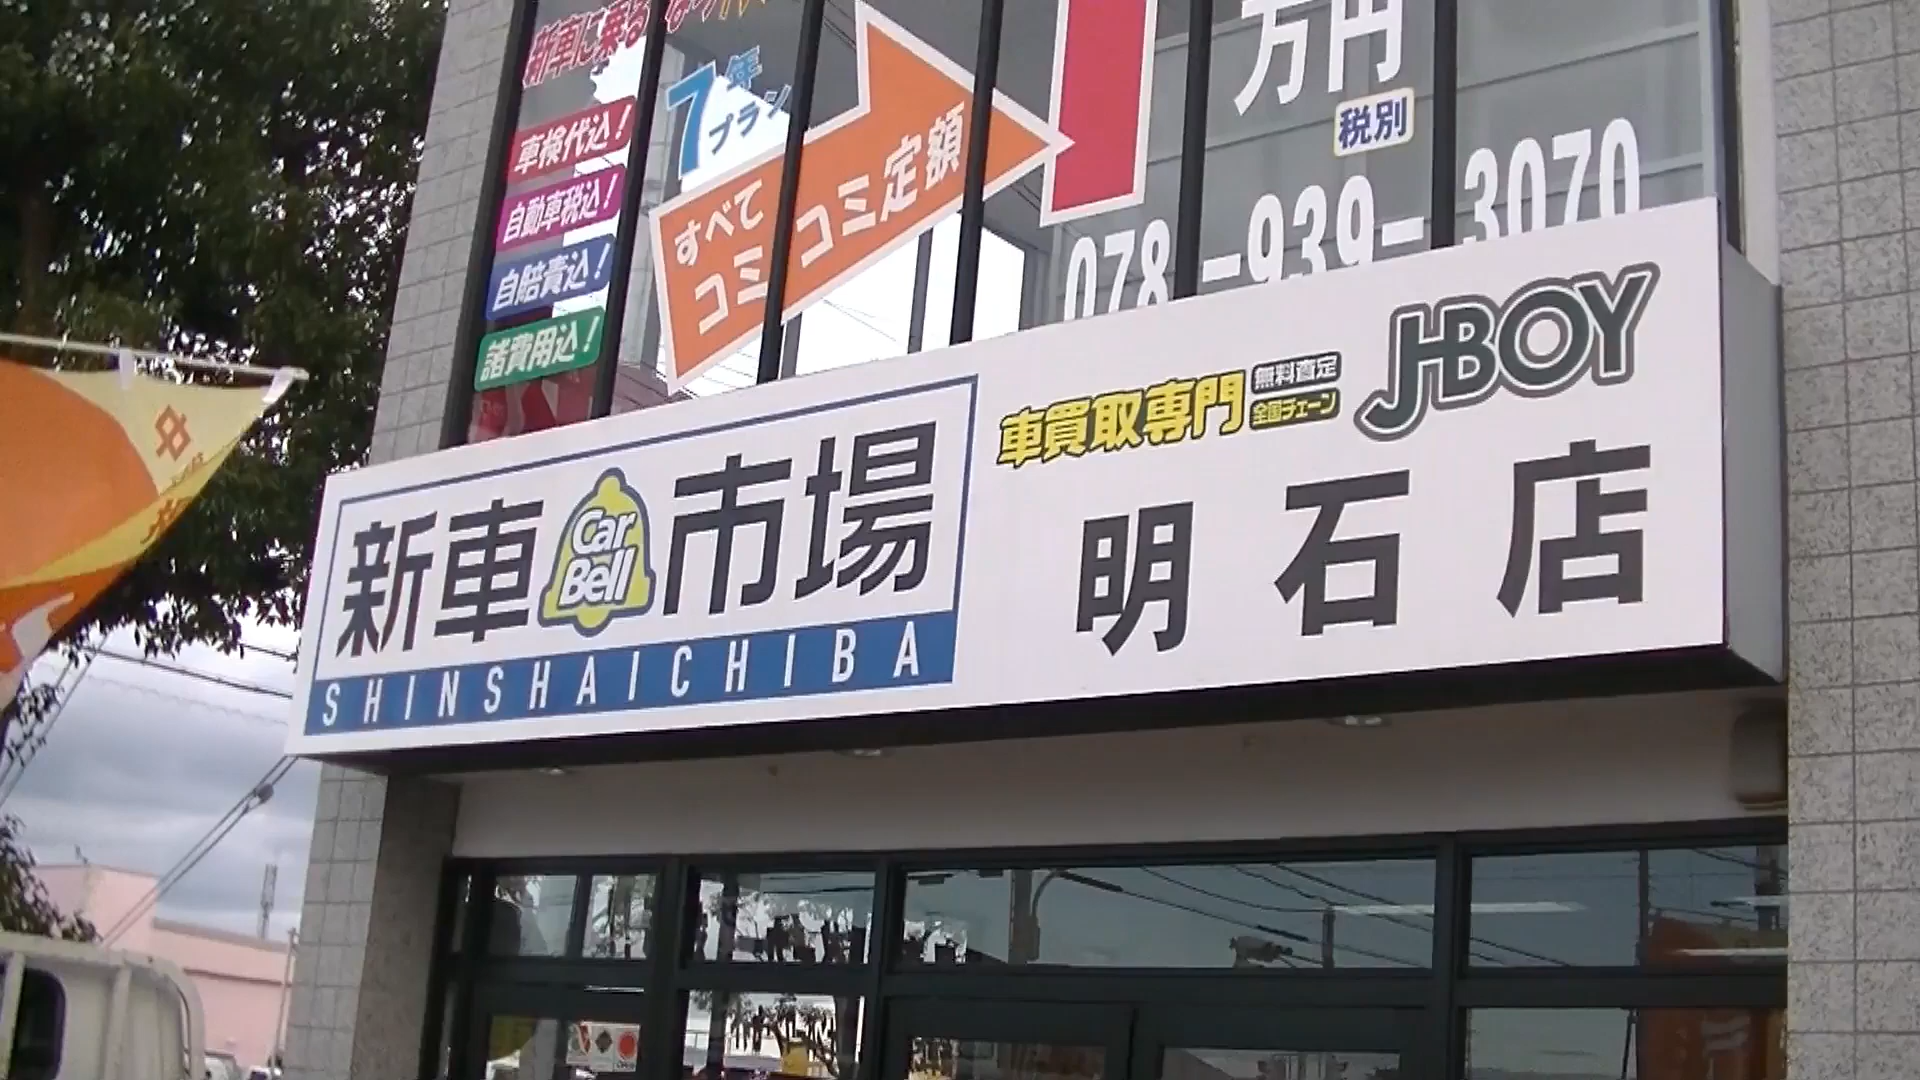 新車に乗る
7年
プラン
車検代込!
自動車税込!
自賠責込!
諸費用込!
すべて
コミコミ定額
1
万円
税別
078-939-3070
新車市場
Car
Bell
SHINSHAICHIBA
車買取専門
無料査定
全国チェーン
J-BOY
明石店